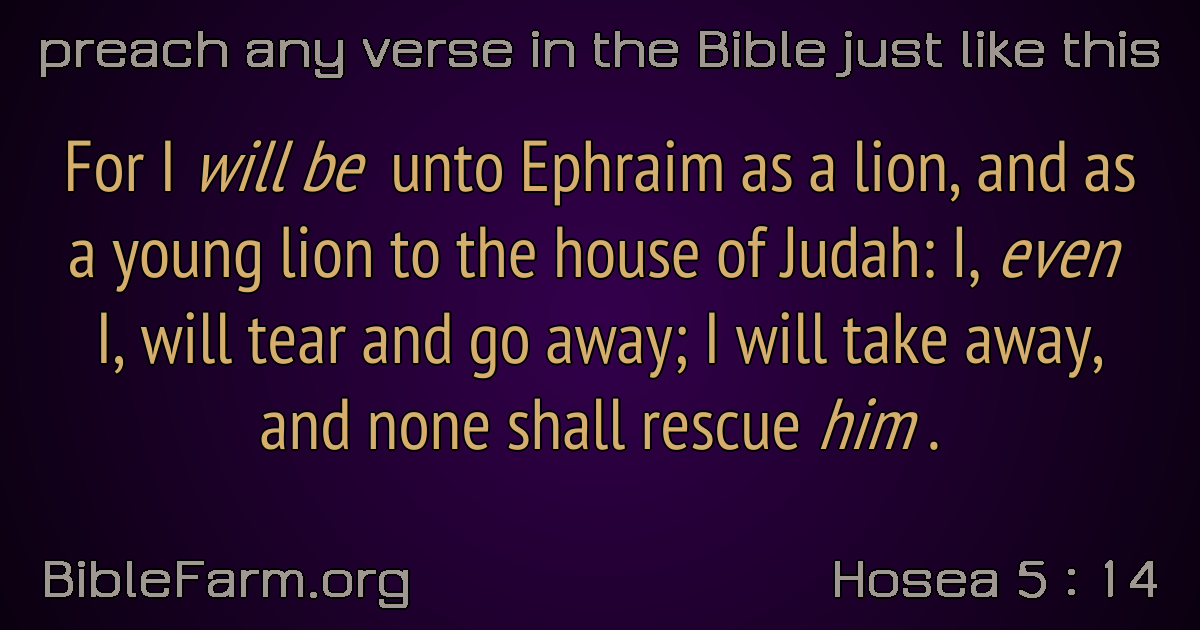 preach any verse in the Bible just like this
For I will be unto Ephraim as a lion, and as
a young lion to the house of Judah: I, even
I, will tear and go away; I will take away,
and none shall rescue him .
BibleFarm.org
Hosea 5 : 14